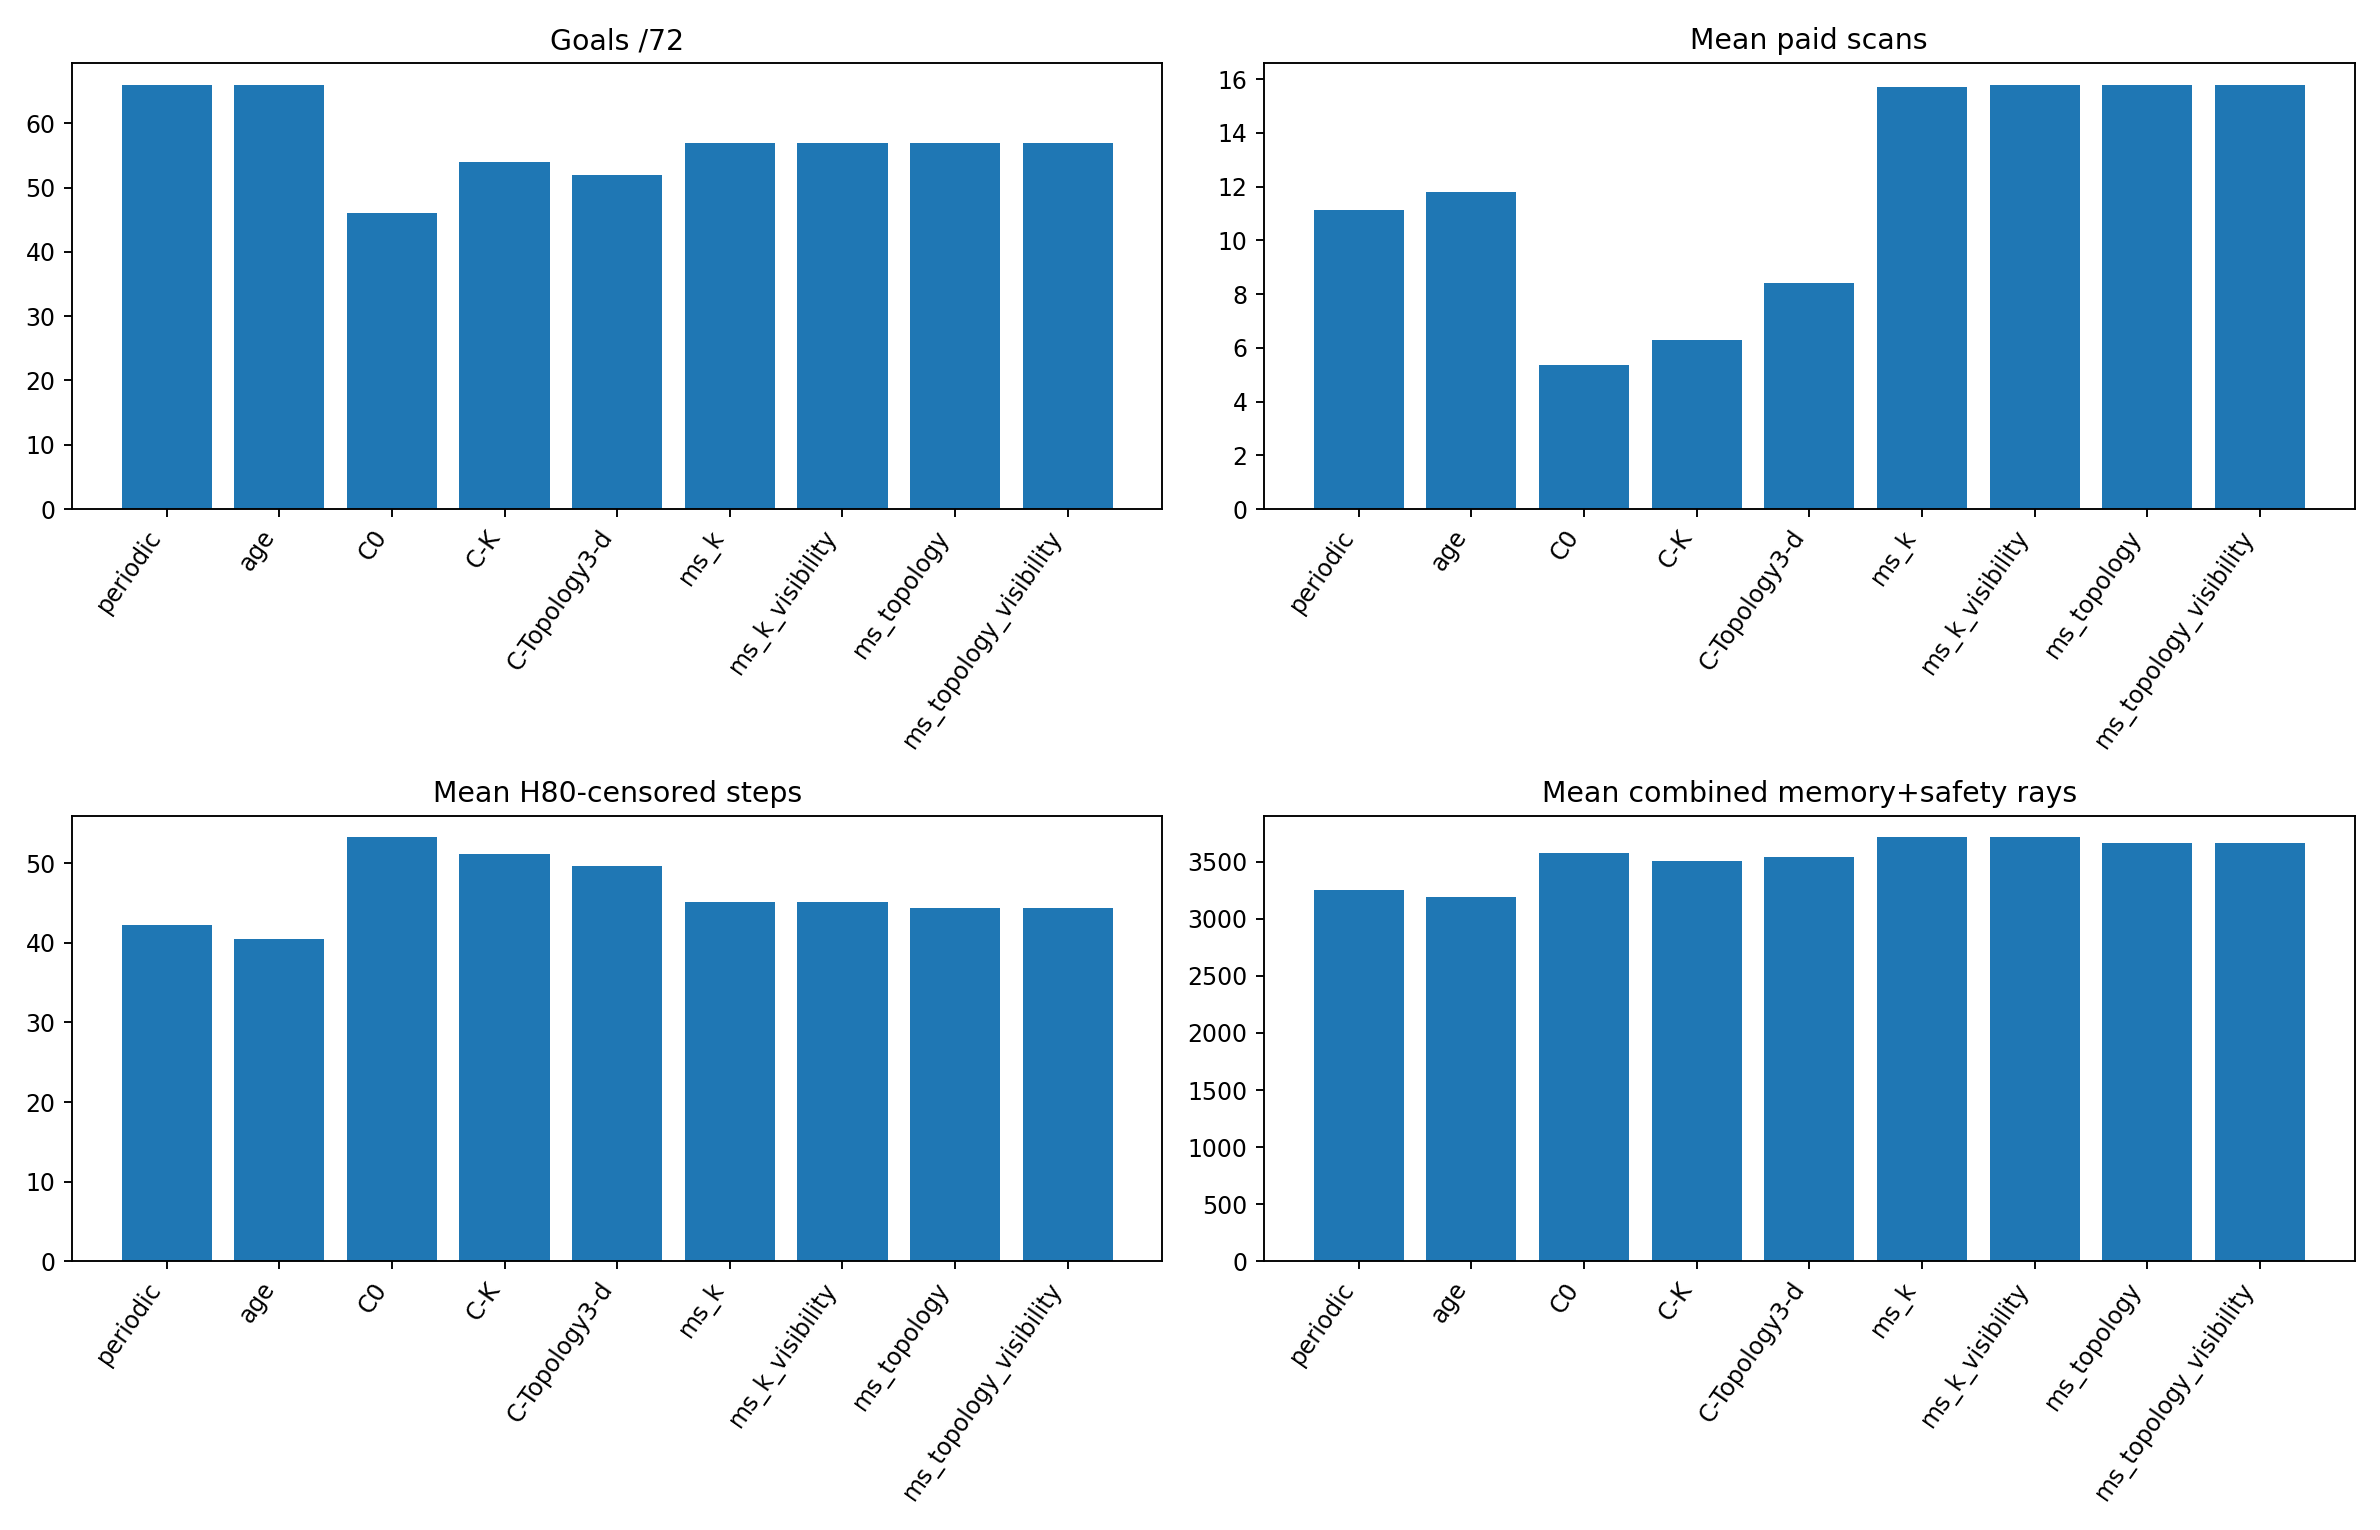 Goals /72
60
50
40
30
20
10
0
periodic
age
C0
C-K
C-Topology3-d
ms_k
ms_k_visibility
ms_topology
ms_topology_visibility
Mean paid scans
16
14
12
10
8
6
4
2
0
periodic
age
C0
C-K
C-Topology3-d
ms_k
ms_k_visibility
ms_topology
ms_topology_visibility
Mean H80-censored steps
50
40
30
20
10
0
periodic
age
C0
C-K
C-Topology3-d
ms_k
ms_k_visibility
ms_topology
ms_topology_visibility
Mean combined memory+safety rays
3500
3000
2500
2000
1500
1000
500
0
periodic
age
C0
C-K
C-Topology3-d
ms_k
ms_k_visibility
ms_topology
ms_topology_visibility